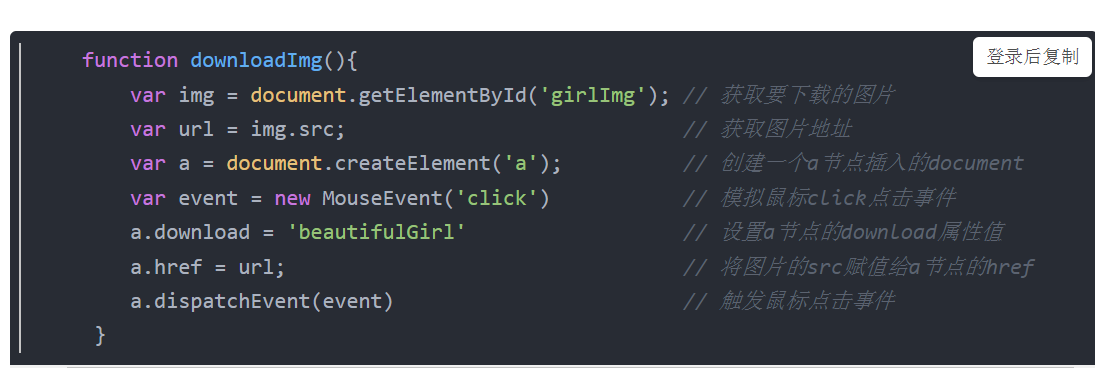 登录后复制
function downloadImg(){
var img = document.getElementById('girlImg'); // 获取要下载的图片
var url = img.src; // 获取图片地址
var a = document.createElement('a'); // 创建一个a节点插入的document
var event = new MouseEvent('click') // 模拟鼠标click点击事件
a.download = 'beautifulGirl' // 设置a节点的download属性值
a.href = url; // 将图片的src赋值给a节点的href
a.dispatchEvent(event) // 触发鼠标点击事件
}